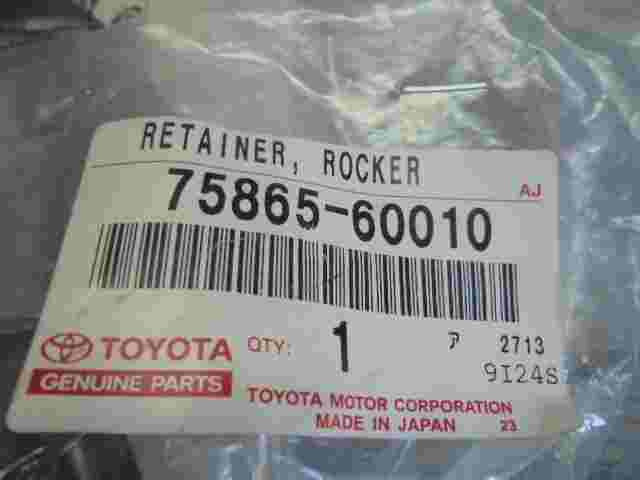 RETAINER, ROCKER
AJ
75865-60010
TOYOTA QTY: 1 ア 2713
GENUINE PARTS 9I24S
TOYOTA MOTOR CORPORATION
MADE IN JAPAN 23